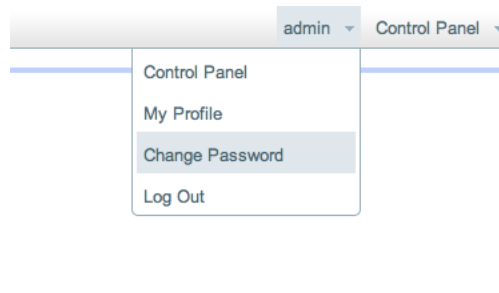 admin Control Panel
Control Panel
My Profile
Change Password
Log Out